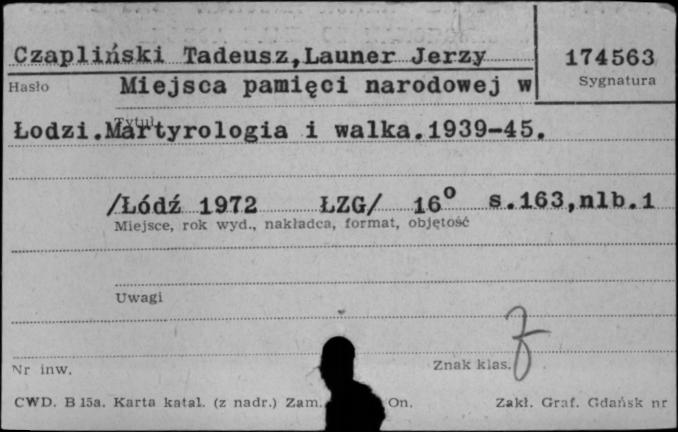 Czapliński Tadeusz,Launer Jerzy
174563
Hasło
Sygnatura
Miejsca pamięci narodowej w
Tytuł
Łodzi.Martyrologia i walka.1939-45.
/Łódź 1972 ŁZG/ 16° s.163,nlb.1
Miejsce, rok wyd., nakładca, format, objętość
Uwagi
Nr inw.
Znak klas.
CWD. B 15a. Karta katal. (z nadr.) Zam. On. Zakł. Graf. Gdańsk nr